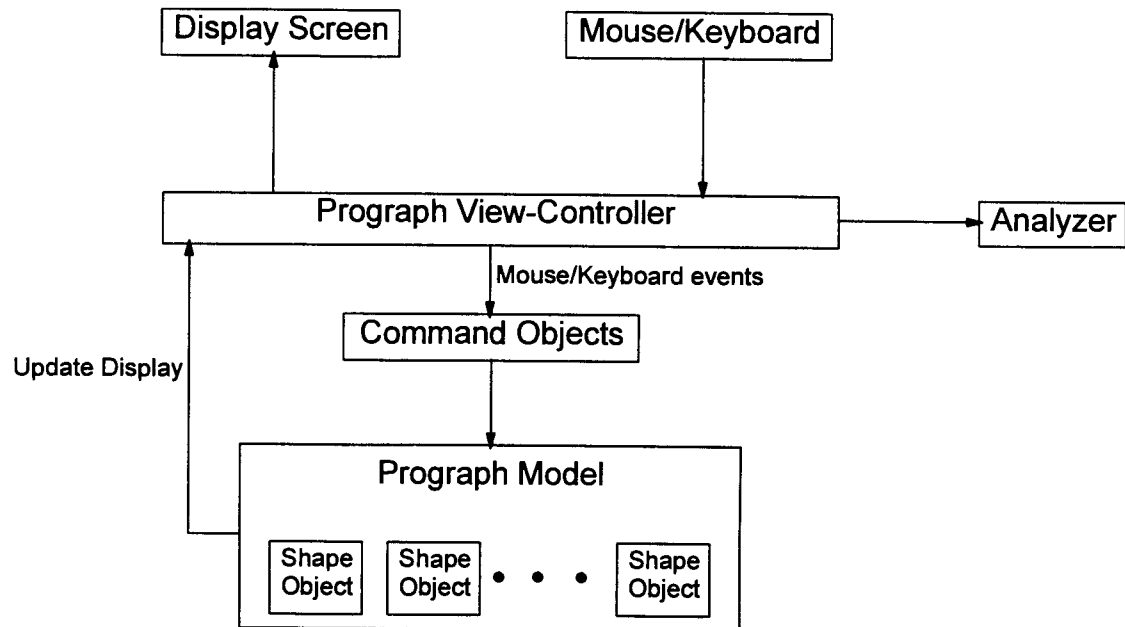 Display Screen
Mouse/Keyboard
Prograph View-Controller
Analyzer
Mouse/Keyboard events
Command Objects
Update Display
Prograph Model
Shape
Object
Shape
Object
Shape
Object